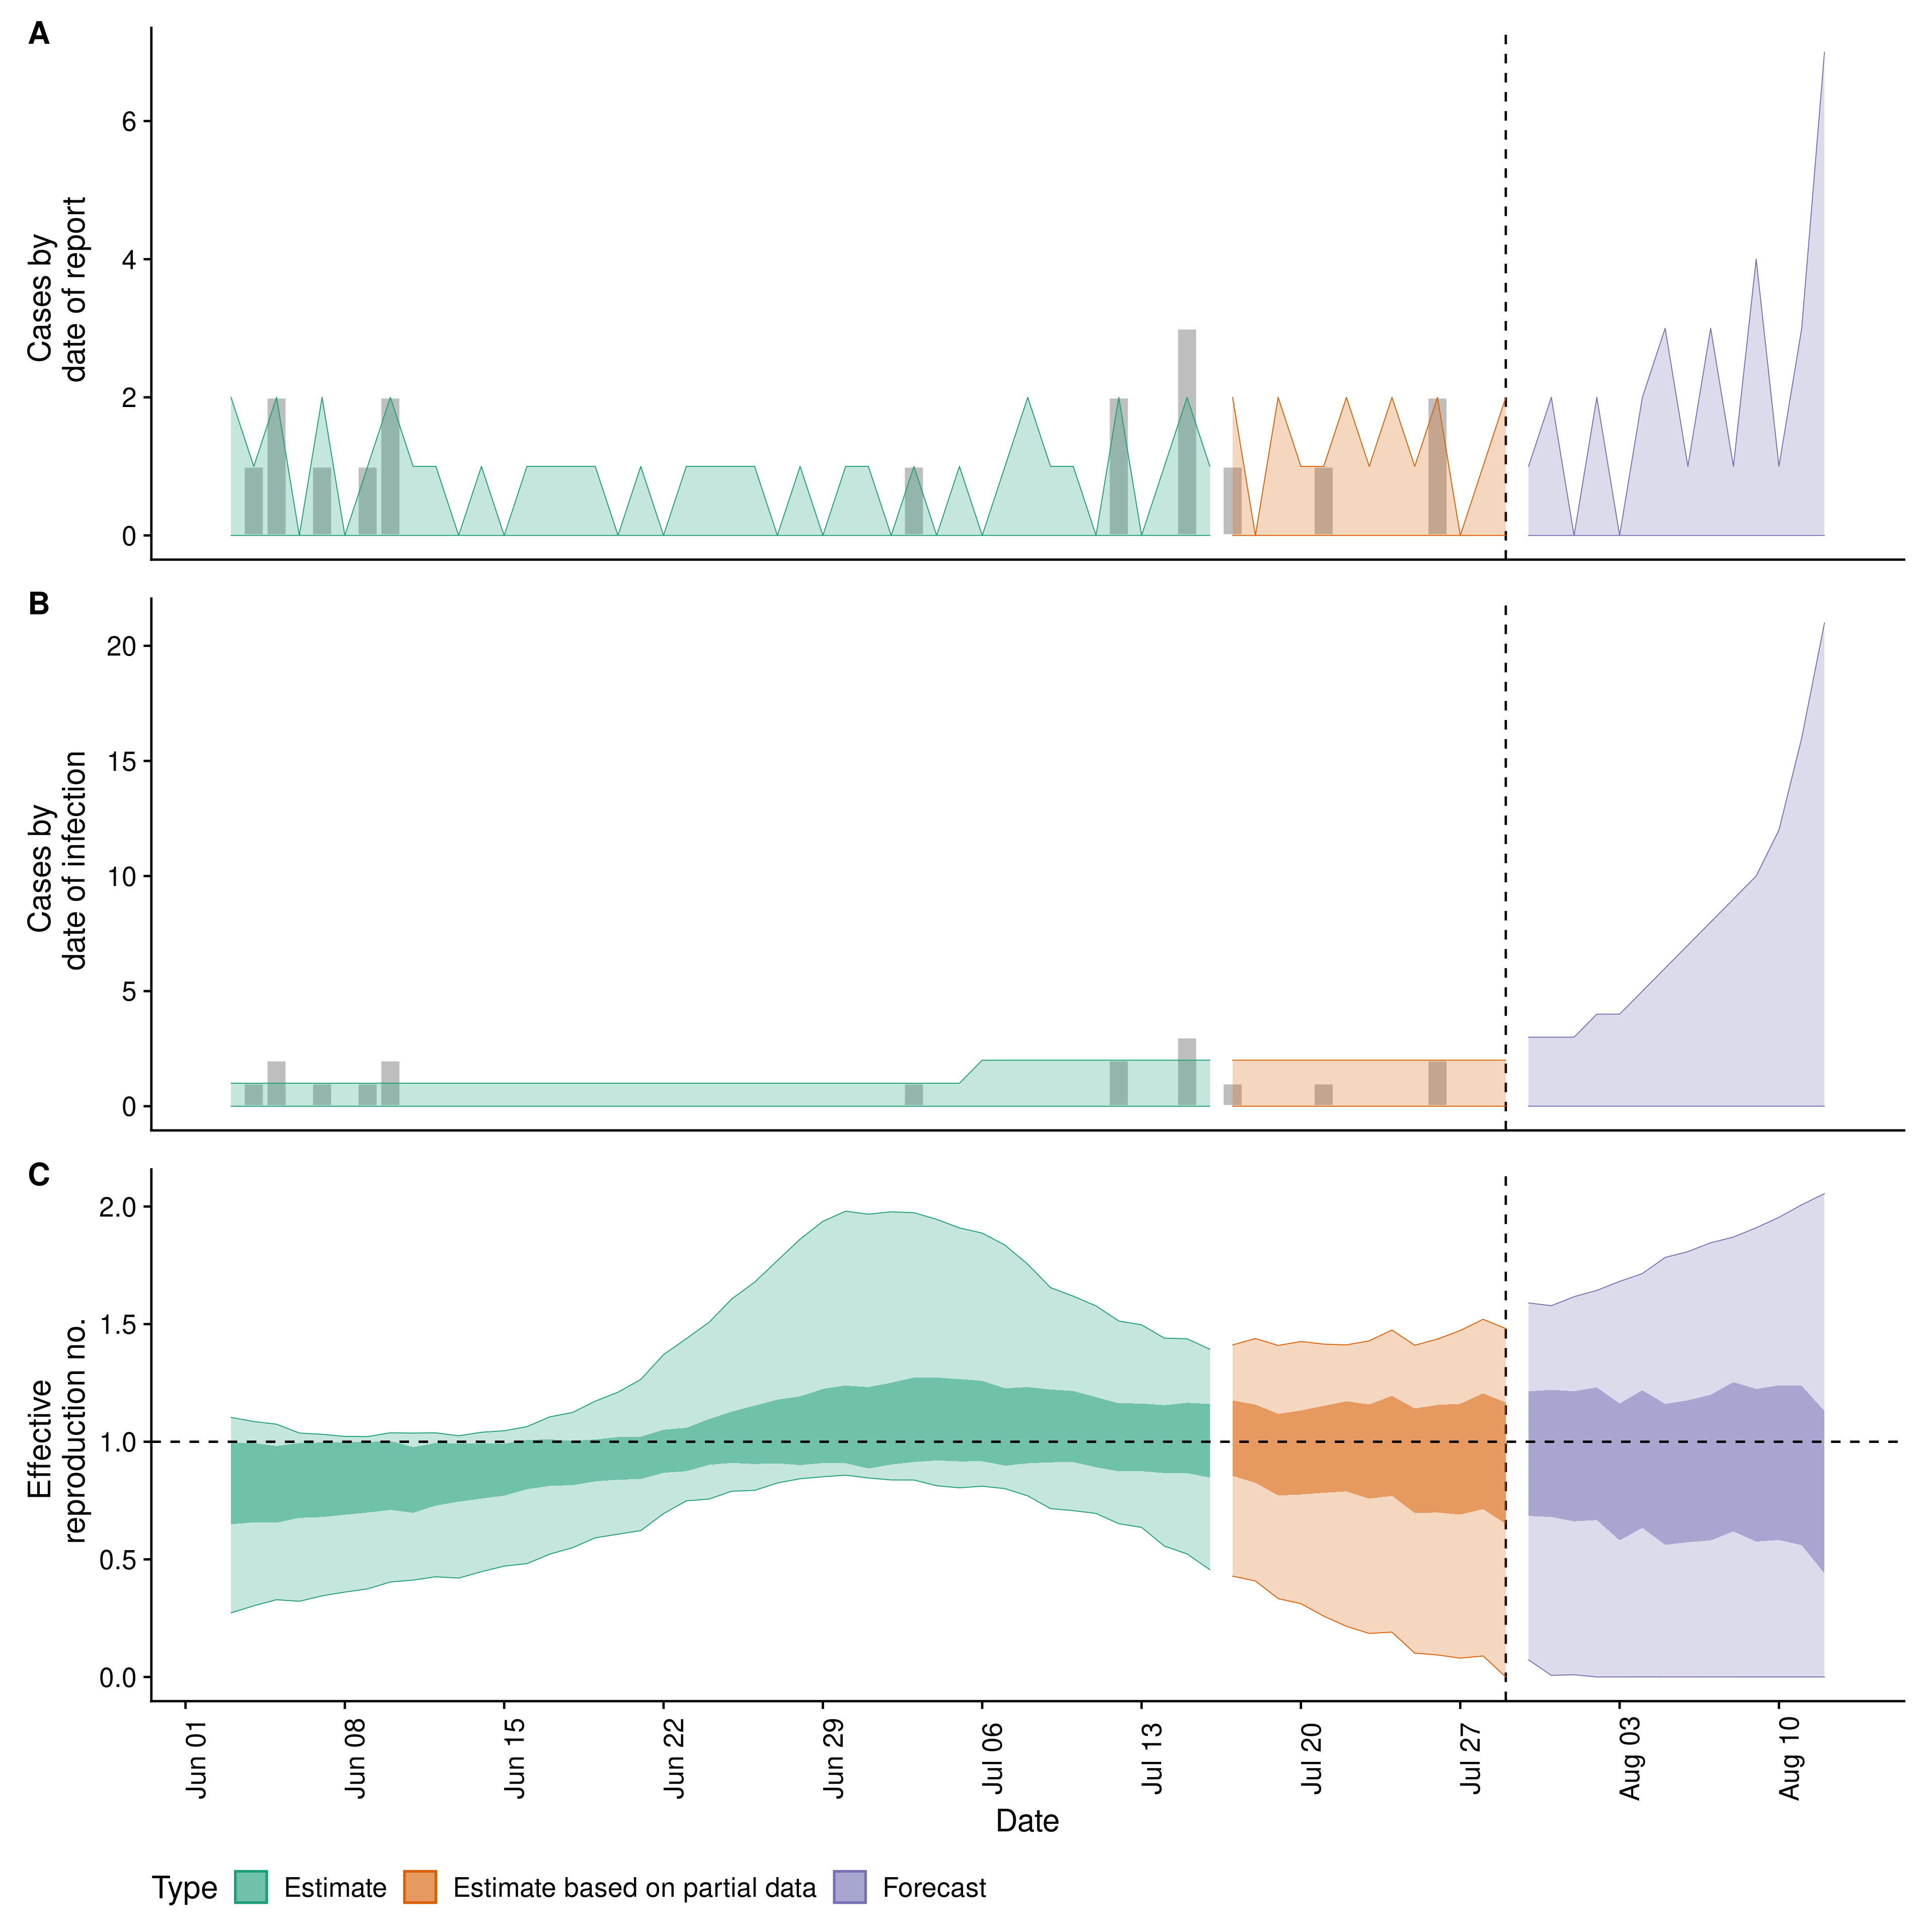 A
Cases by
date of report
6
4
2
0
B
Cases by
date of infection
20
15
10
5
0
C
Effective
reproduction no.
2.0
1.5
1.0
0.5
0.0
Jun 01
Jun 08
Jun 15
Jun 22
Jun 29
Jul 06
Jul 13
Jul 20
Jul 27
Aug 03
Aug 10
Date
Type Estimate Estimate based on partial data Forecast